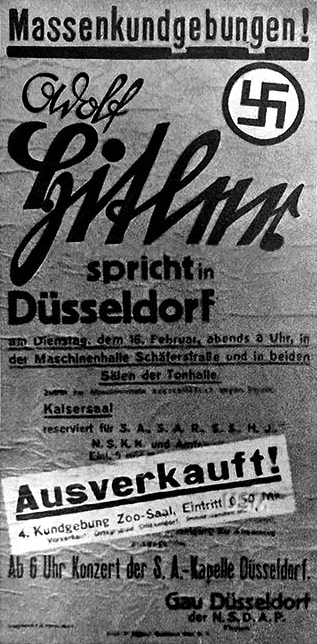 Massenkundgebungen!
Adolf
Hitler
spricht in
Düsseldorf
am Dienstag, dem 16. Februar, abends 8 Uhr, in
der Maschinenhalle Schäferstraße und in beiden
Sälen der Tonhalle
Kaisersaal
reserviert für S. A., S. A. R., S. S., H. J.,
N. S. K. K. und
Ausverkauft!
4. Kundgebung Zoo-Saal, Eintritt 0,50 Mk.
Ab 6 Uhr Konzert der S. A.-Kapelle Düsseldorf.
Gau Düsseldorf
der N. S. D. A. P.